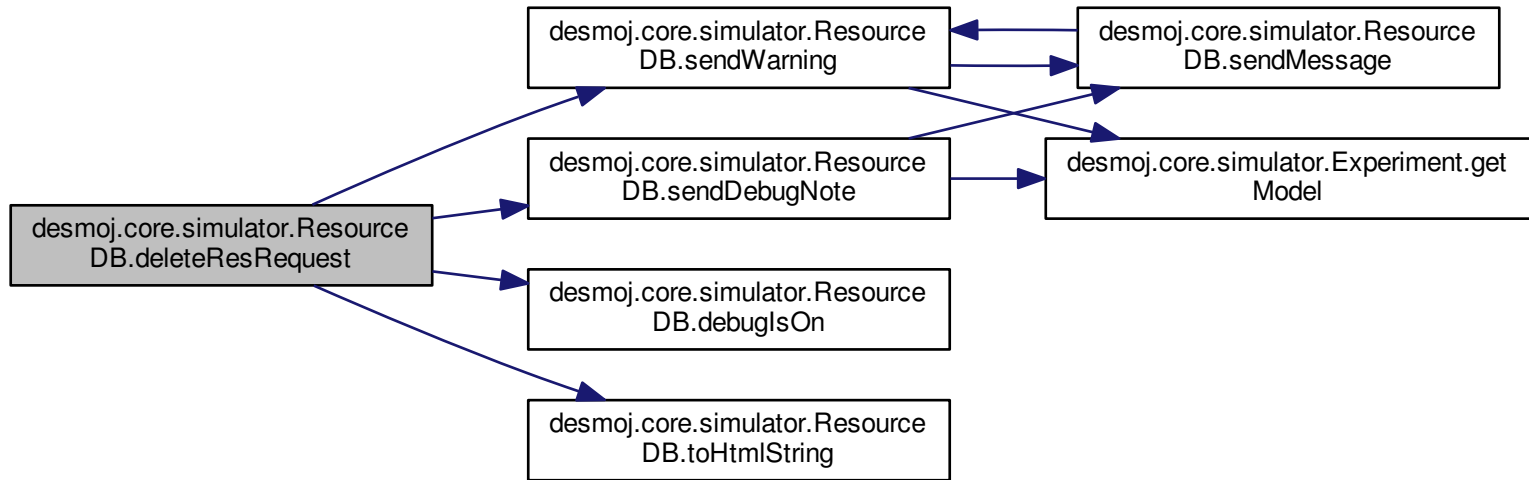 desmoj.core.simulator.Resource
DB.sendWarning
desmoj.core.simulator.Resource
DB.sendMessage
desmoj.core.simulator.Resource
DB.sendDebugNote
desmoj.core.simulator.Experiment.get
Model
desmoj.core.simulator.Resource
DB.deleteResRequest
desmoj.core.simulator.Resource
DB.debugIsOn
desmoj.core.simulator.Resource
DB.toHtmlString